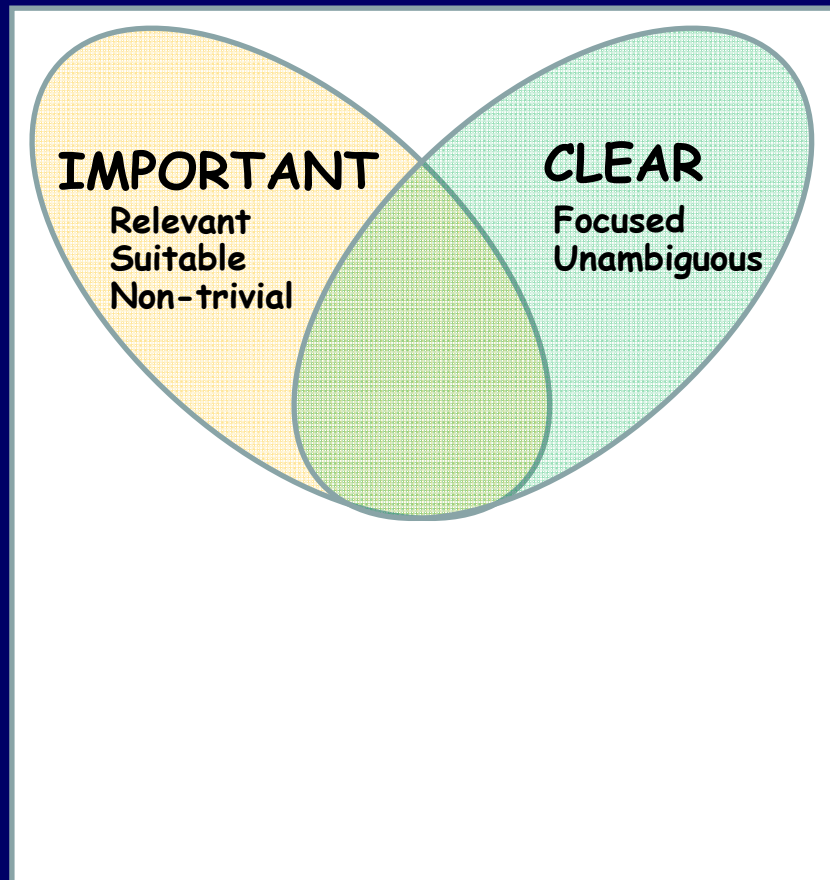 IMPORTANT
Relevant
Suitable
Non-trivial
CLEAR
Focused
Unambiguous